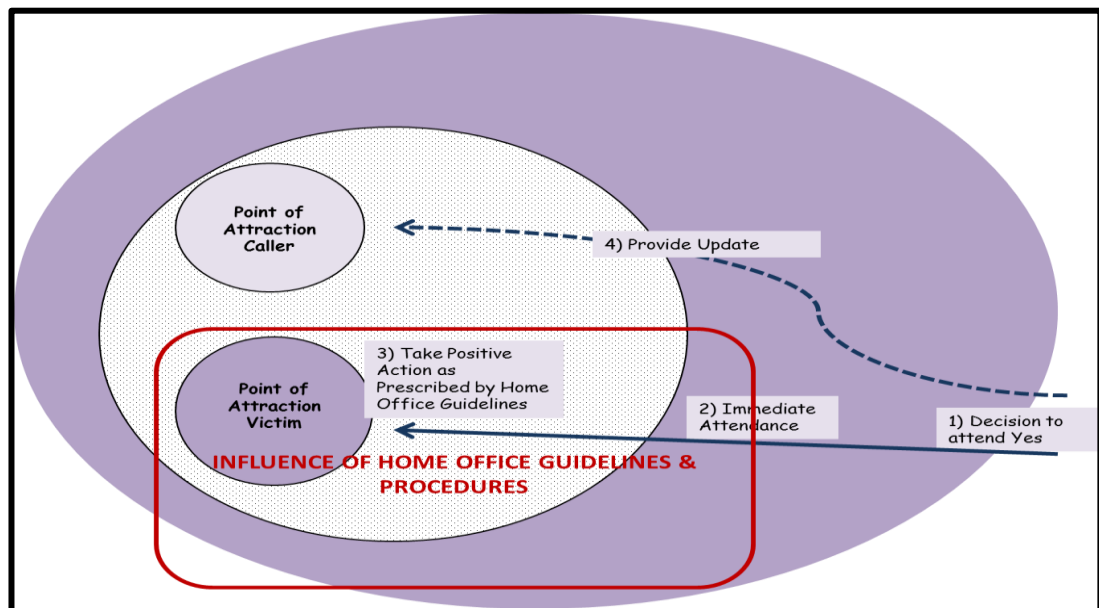 Point of
Attraction
Caller
4) Provide Update
3) Take Positive
Action as
Prescribed by Home
Office Guidelines
Point of
Attraction
Victim
2) Immediate
Attendance
1) Decision to
attend Yes
INFLUENCE OF HOME OFFICE GUIDELINES &
PROCEDURES